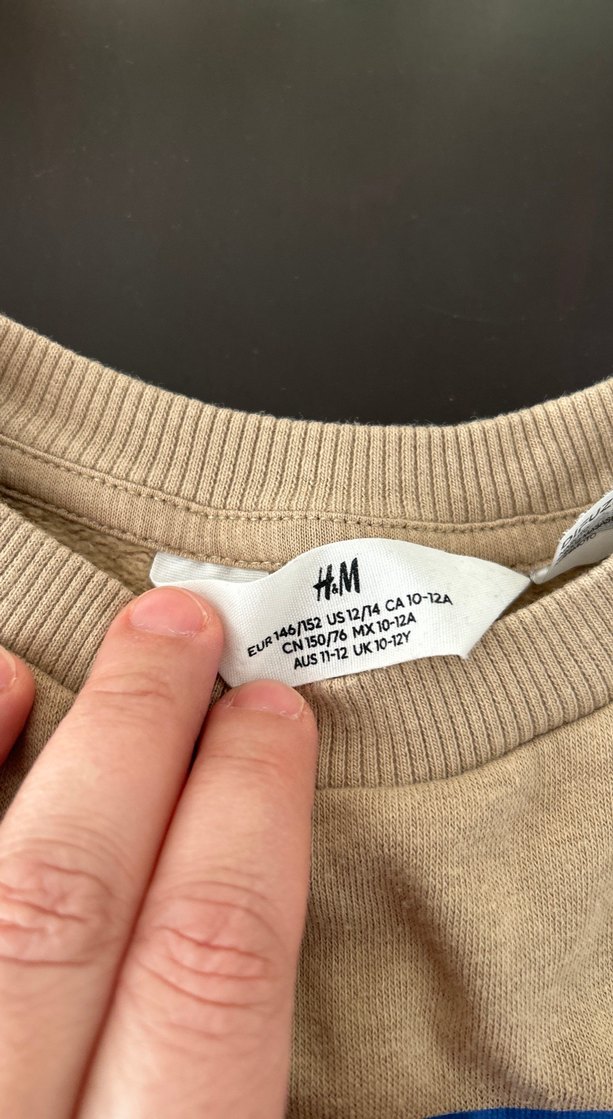 H&M
EUR 146/152 US 12/14 CA 10-12A
CN 150/76 MX 10-12A
AUS 11-12 UK 10-12Y